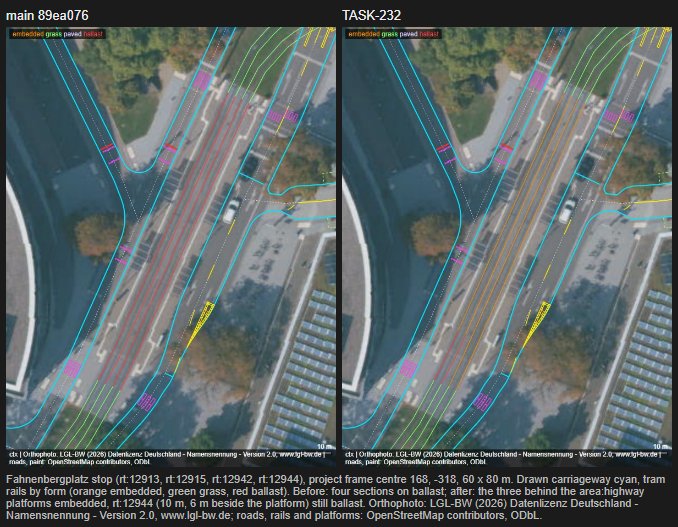 main 89ea076
TASK-232
embedded grass paved ballast
embedded grass paved ballast
10 m
ctx | Orthophoto: LGL-BW (2026) Datenlizenz Deutschland -
Namensnennung - Version 2.0, www.lgl-bw.de |
roads, paint: OpenStreetMap contributors, ODbL
10 m
ctx | Orthophoto: LGL-BW (2026) Datenlizenz Deutschland -
Namensnennung - Version 2.0, www.lgl-bw.de |
roads, paint: OpenStreetMap contributors, ODbL
Fahnenbergplatz stop (rt:12913, rt:12915, rt:12942, rt:12944), project frame centre 168, -318, 60 x 80 m. Drawn carriageway cyan, tram
rails by form (orange embedded, green grass, red ballast). Before: four sections on ballast; after: the three behind the area:highway
platforms embedded, rt:12944 (10 m, 6 m beside the platform) still ballast. Orthophoto: LGL-BW (2026) Datenlizenz Deutschland -
Namensnennung - Version 2.0, www.lgl-bw.de; roads, rails and platforms: OpenStreetMap contributors, ODbL.